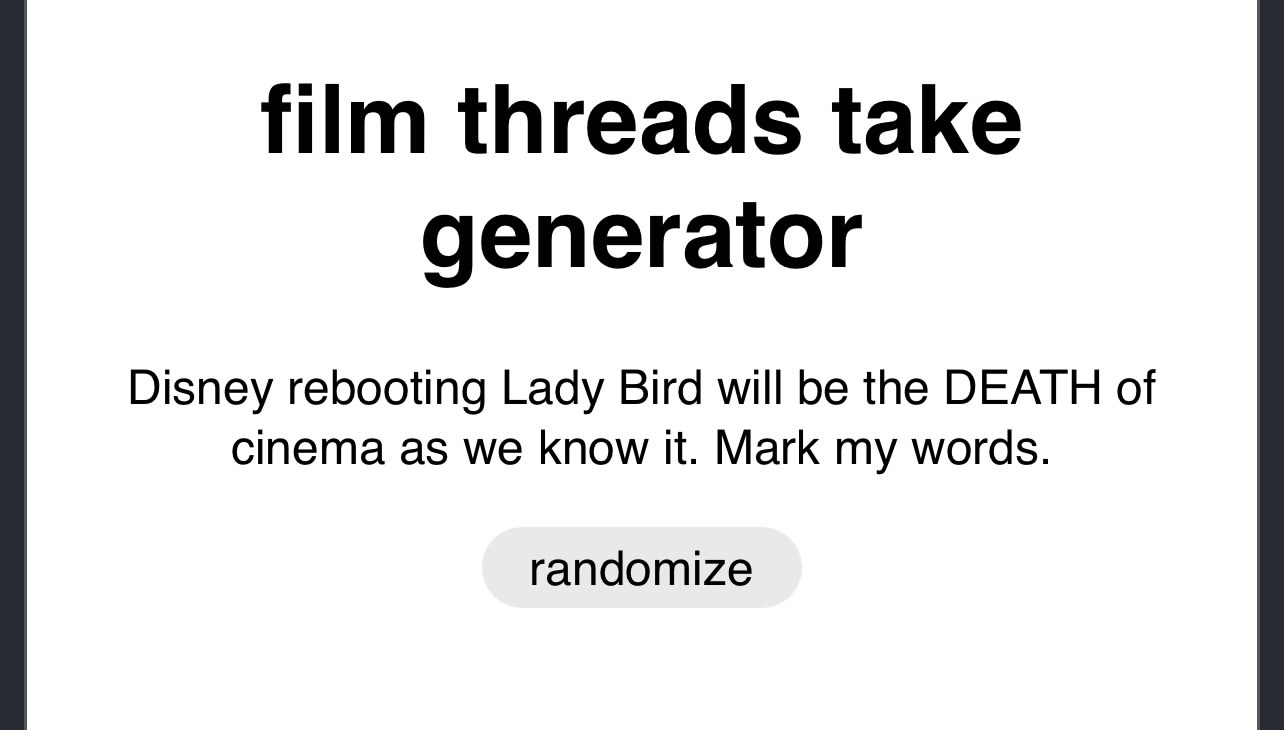 film threads take
generator
Disney rebooting Lady Bird will be the DEATH of
cinema as we know it. Mark my words.
randomize